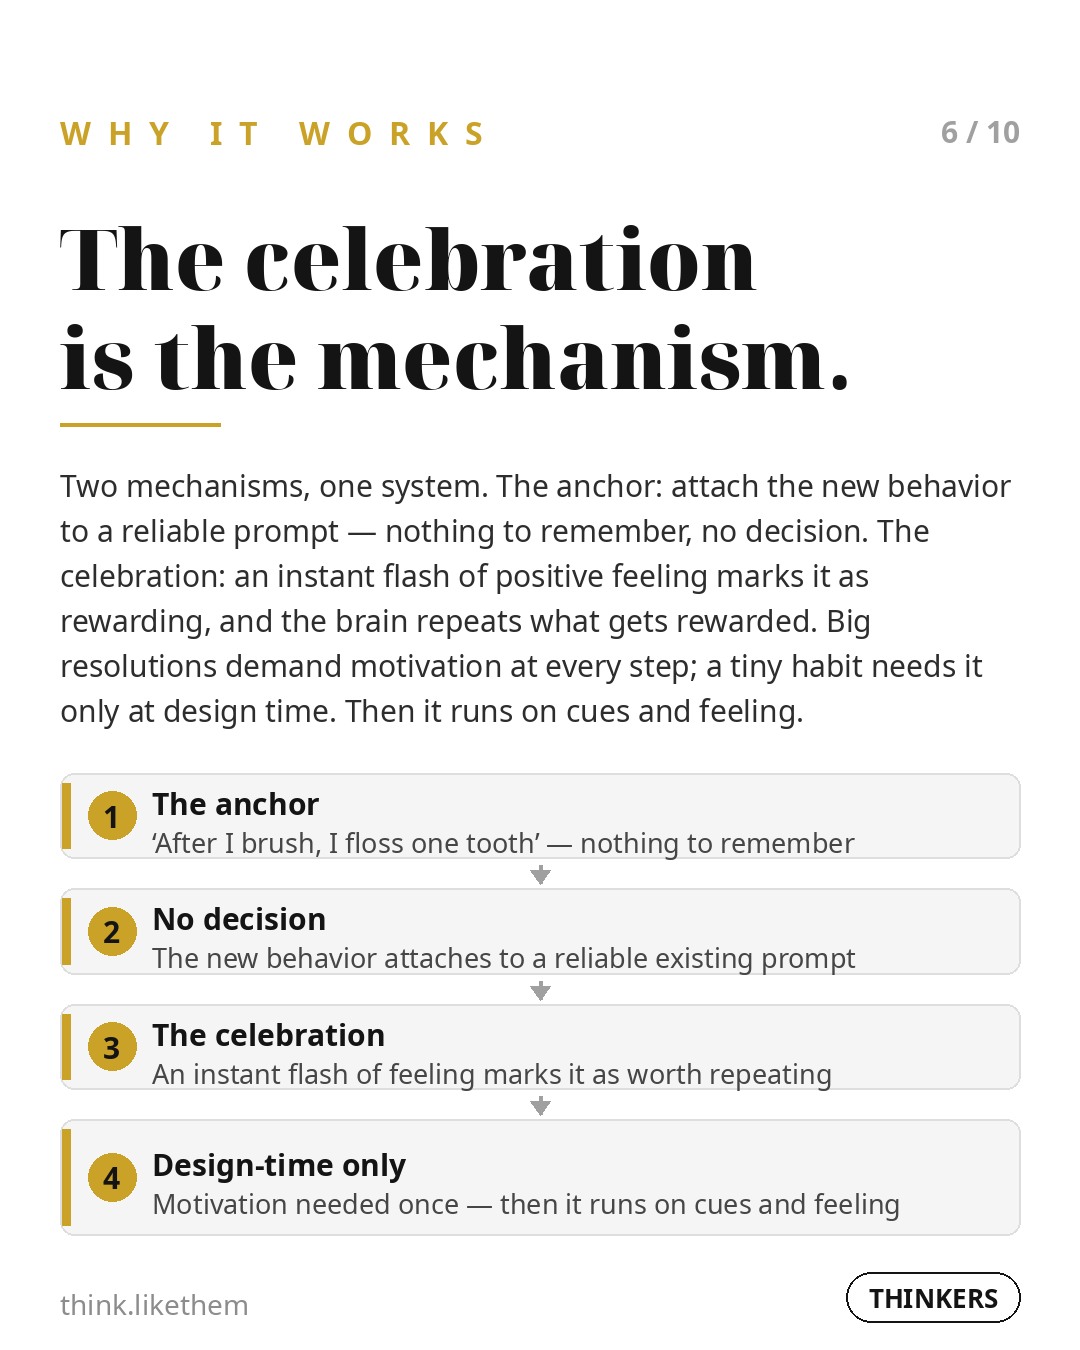 WHY IT WORKS
6 / 10
The celebration
is the mechanism.
Two mechanisms, one system. The anchor: attach the new behavior
to a reliable prompt — nothing to remember, no decision. The
celebration: an instant flash of positive feeling marks it as
rewarding, and the brain repeats what gets rewarded. Big
resolutions demand motivation at every step; a tiny habit needs it
only at design time. Then it runs on cues and feeling.
1
The anchor
‘After I brush, I floss one tooth’ — nothing to remember
2
No decision
The new behavior attaches to a reliable existing prompt
3
The celebration
An instant flash of feeling marks it as worth repeating
4
Design-time only
Motivation needed once — then it runs on cues and feeling
think.likethem
THINKERS